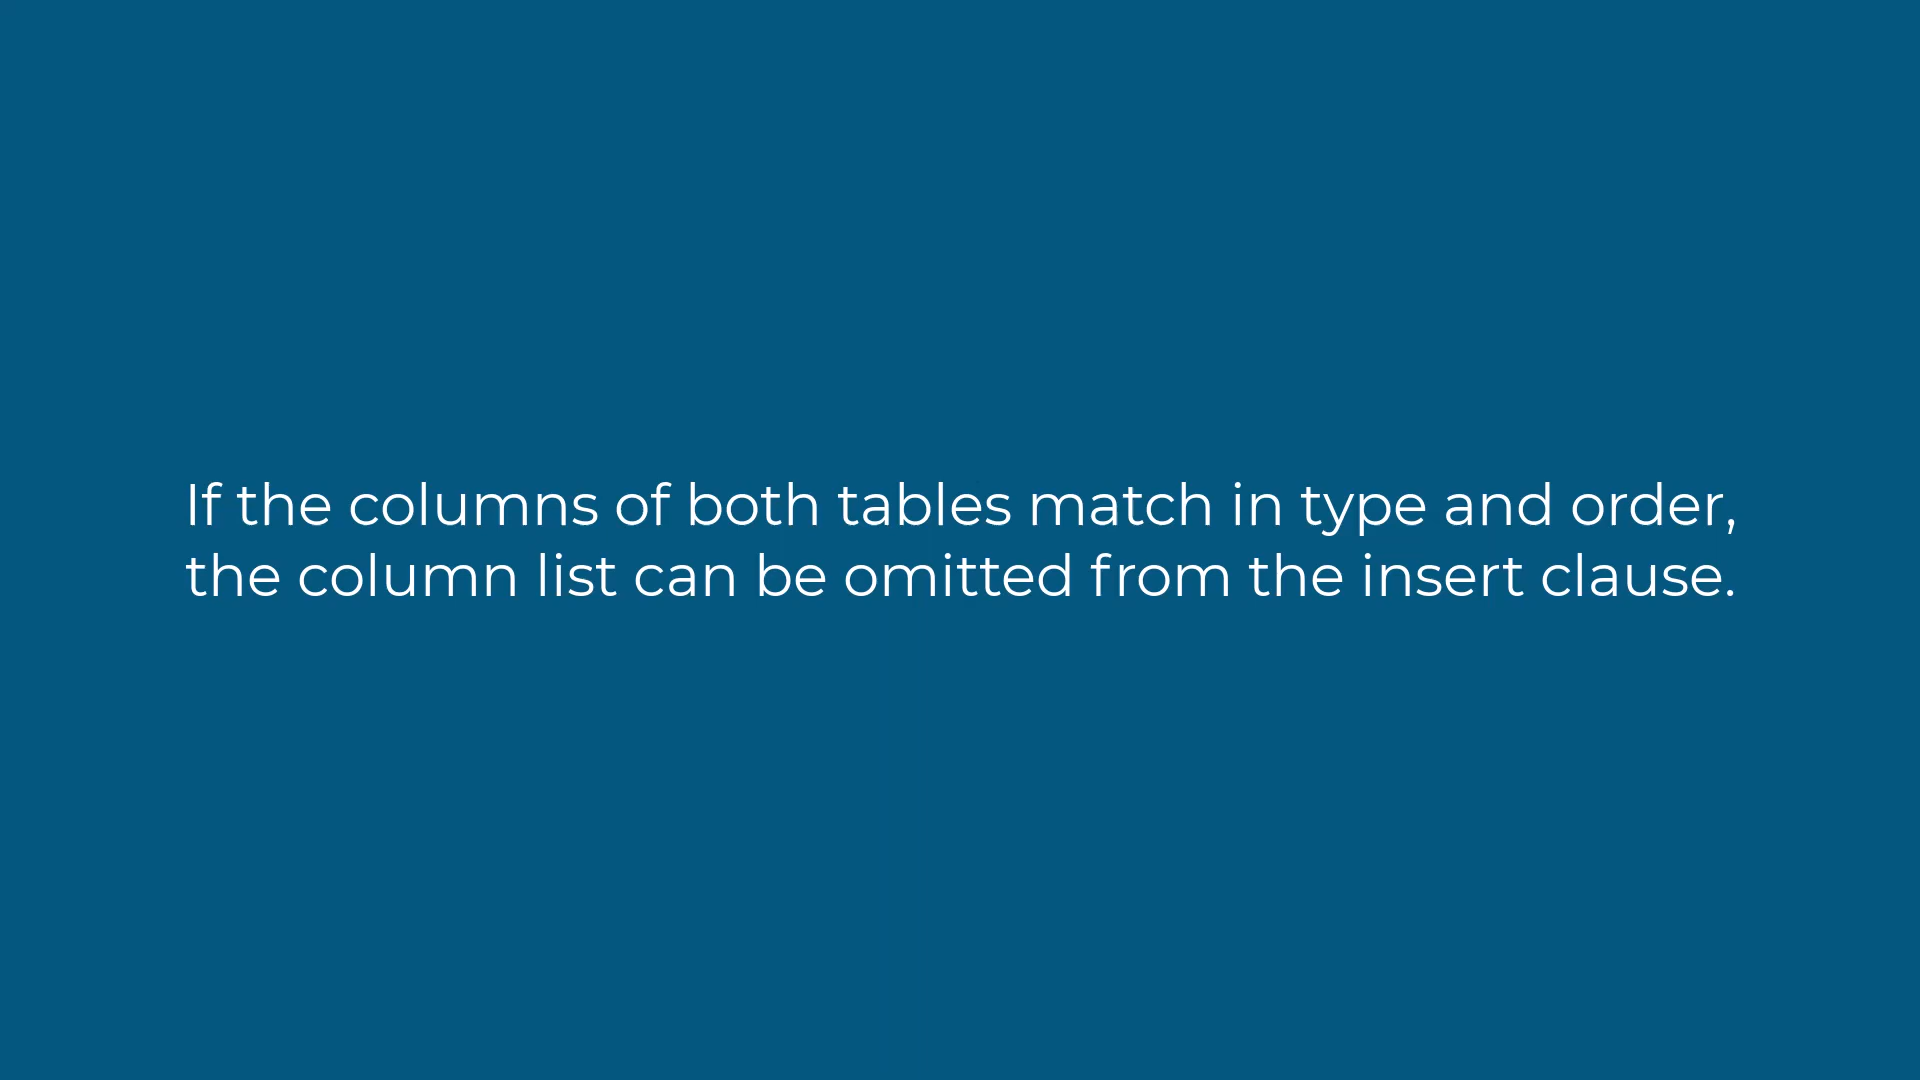 If the columns of both tables match in type and order,
the column list can be omitted from the insert clause.